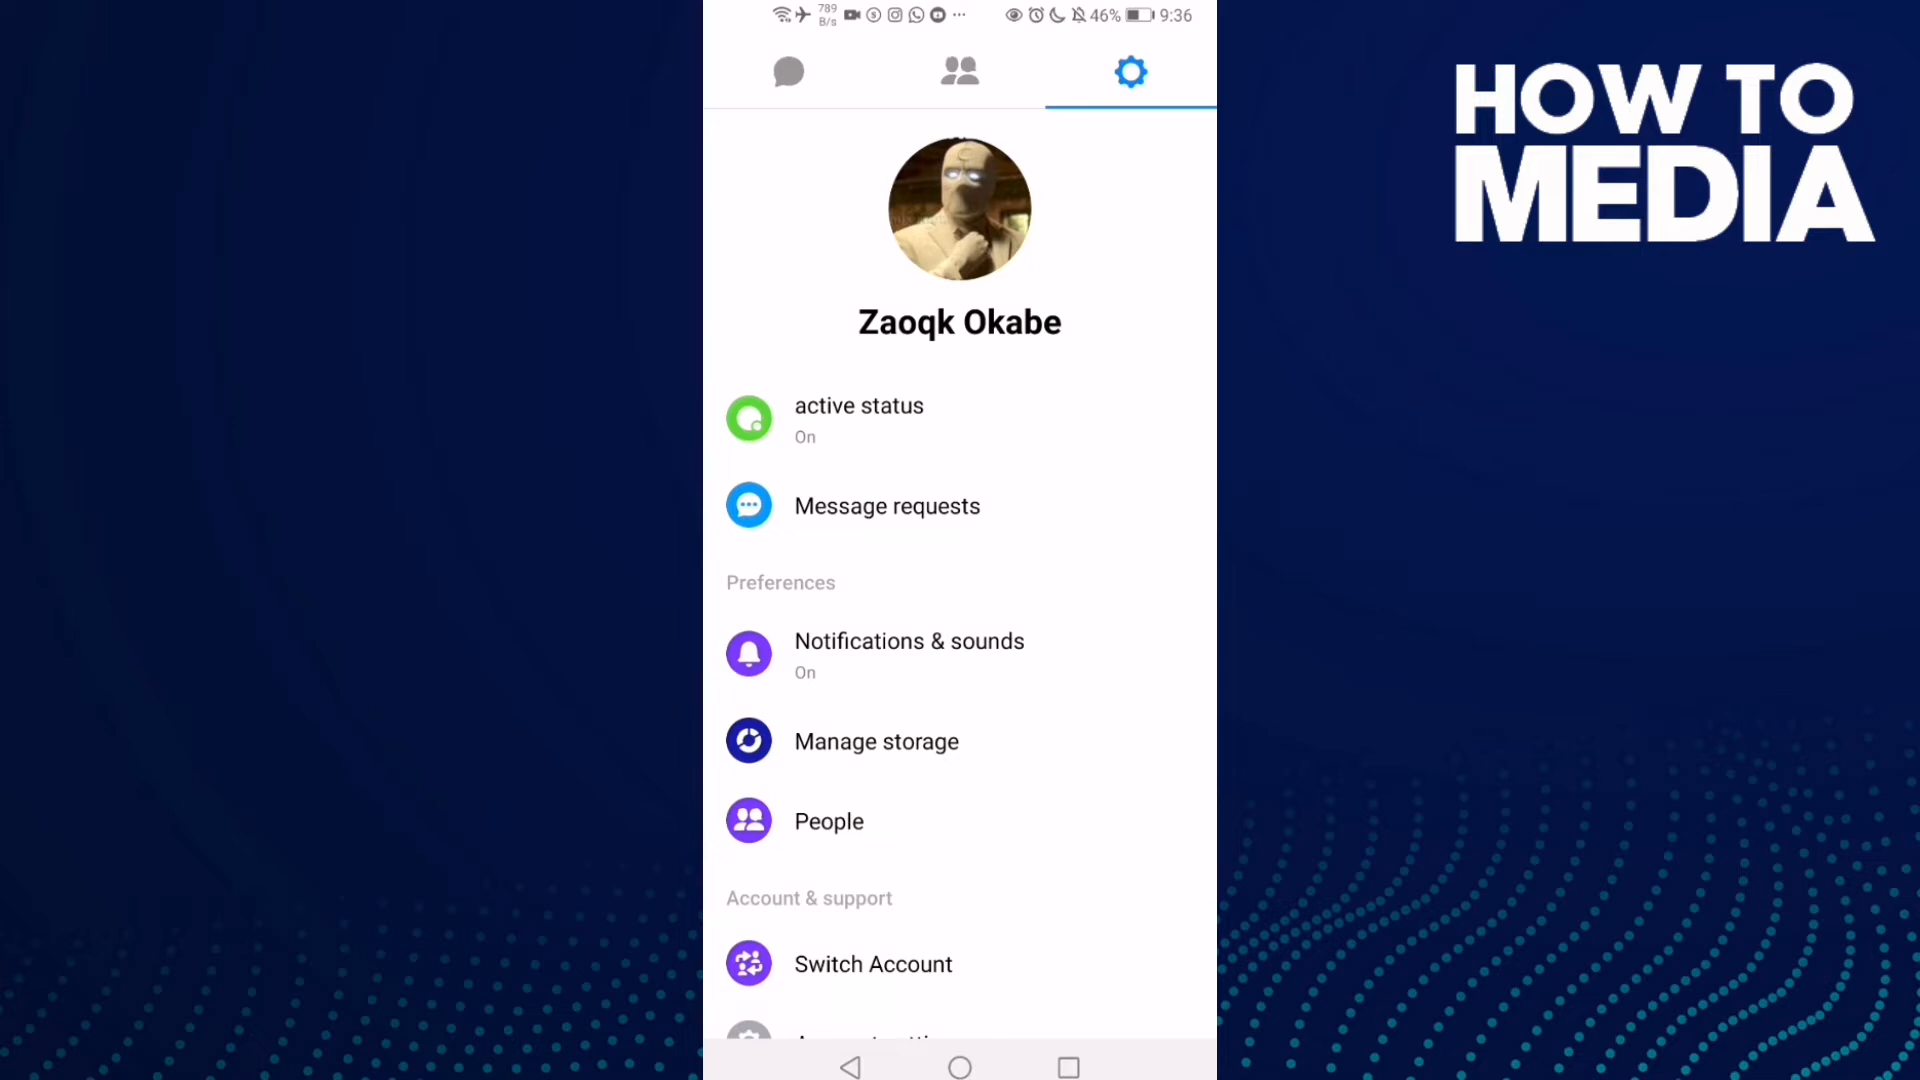 789
B/s
46%
9:36
HOW TO
MEDIA
Zaoqk Okabe
active status
On
Message requests
Preferences
Notifications & sounds
On
Manage storage
People
Account & support
Switch Account